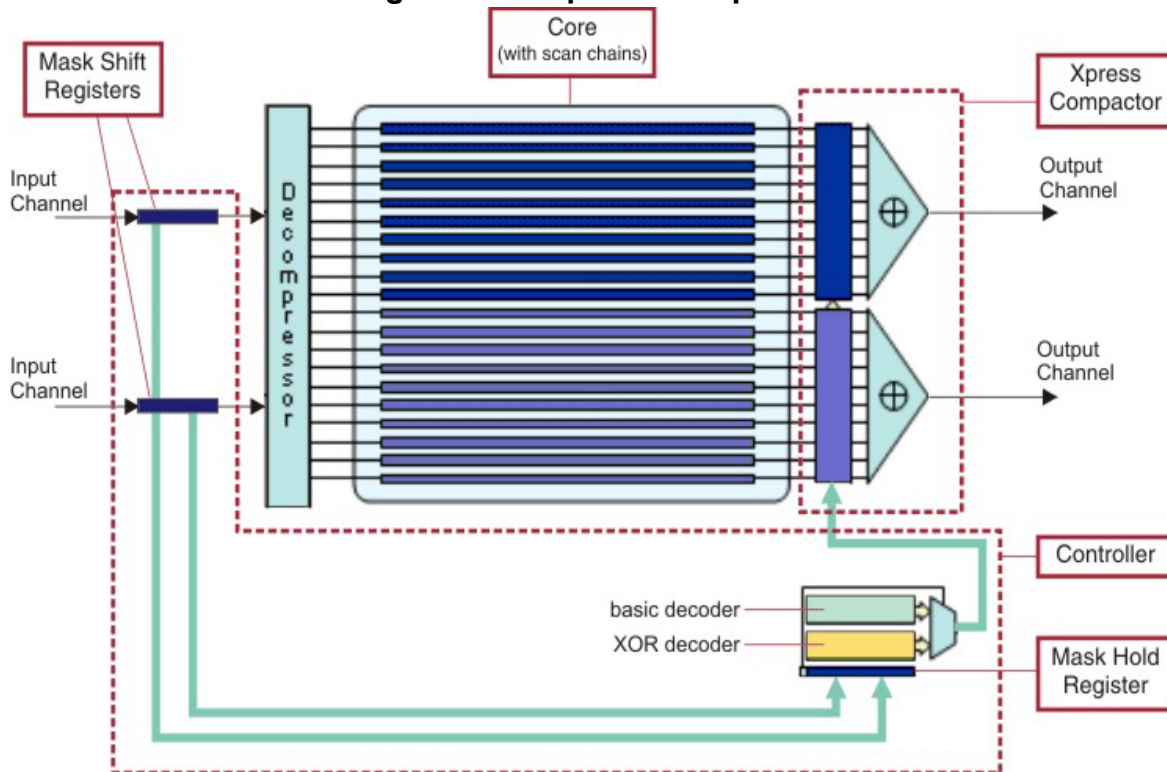 Core
(with scan chains)
Mask Shift
Registers
Xpress
Compactor
Input
Channel
Output
Channel
Decompressor
Input
Channel
Output
Channel
Controller
basic decoder
XOR decoder
Mask Hold
Register